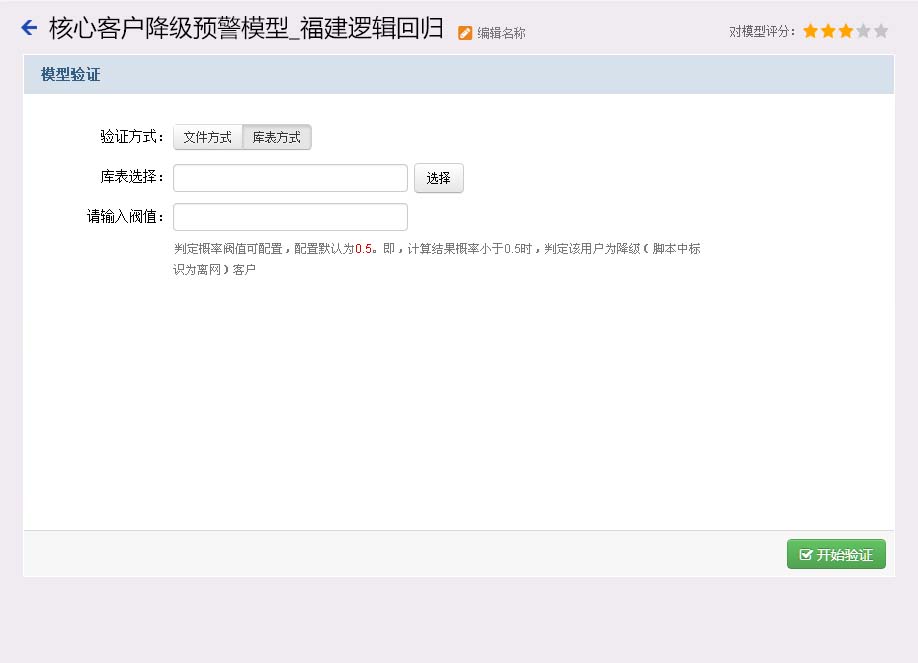 核心客户降级预警模型_福建逻辑回归
编辑名称
对模型评分：
模型验证
验证方式：
文件方式
库表方式
库表选择：
选择
请输入阀值：
判定概率阀值可配置，配置默认为0.5。即，计算结果概率小于0.5时，判定该用户为降级（脚本中标
识为离网）客户
开始验证